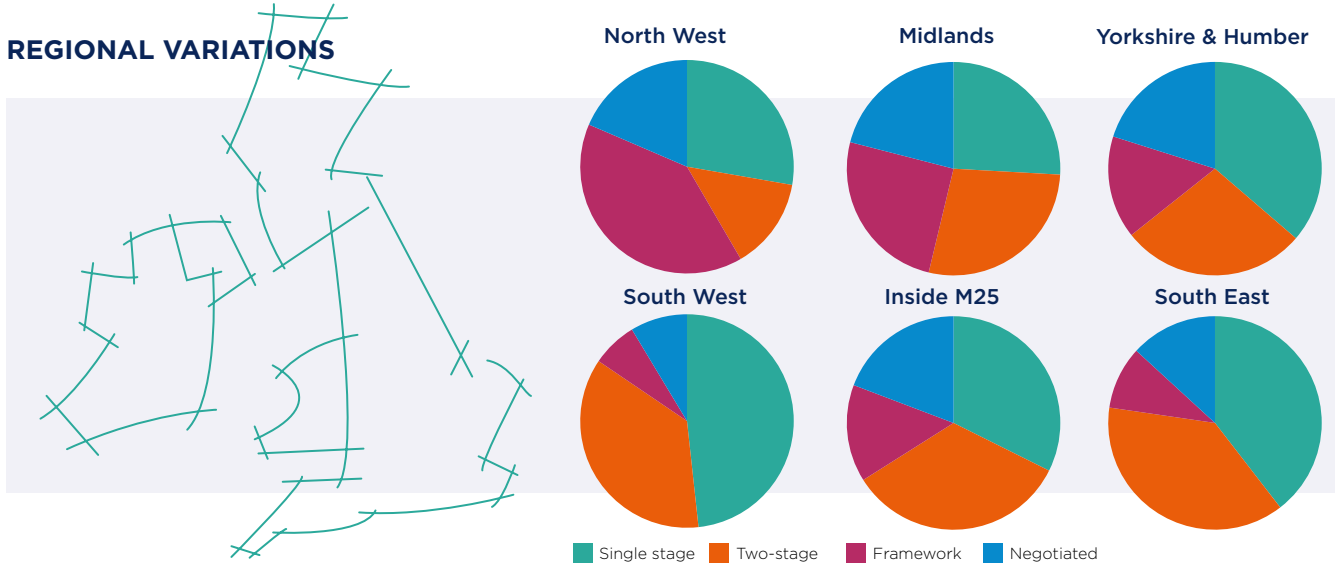 REGIONAL VARIATIONS
North West
Midlands
Yorkshire & Humber
South West
Inside M25
South East
Single stage
Two-stage
Framework
Negotiated